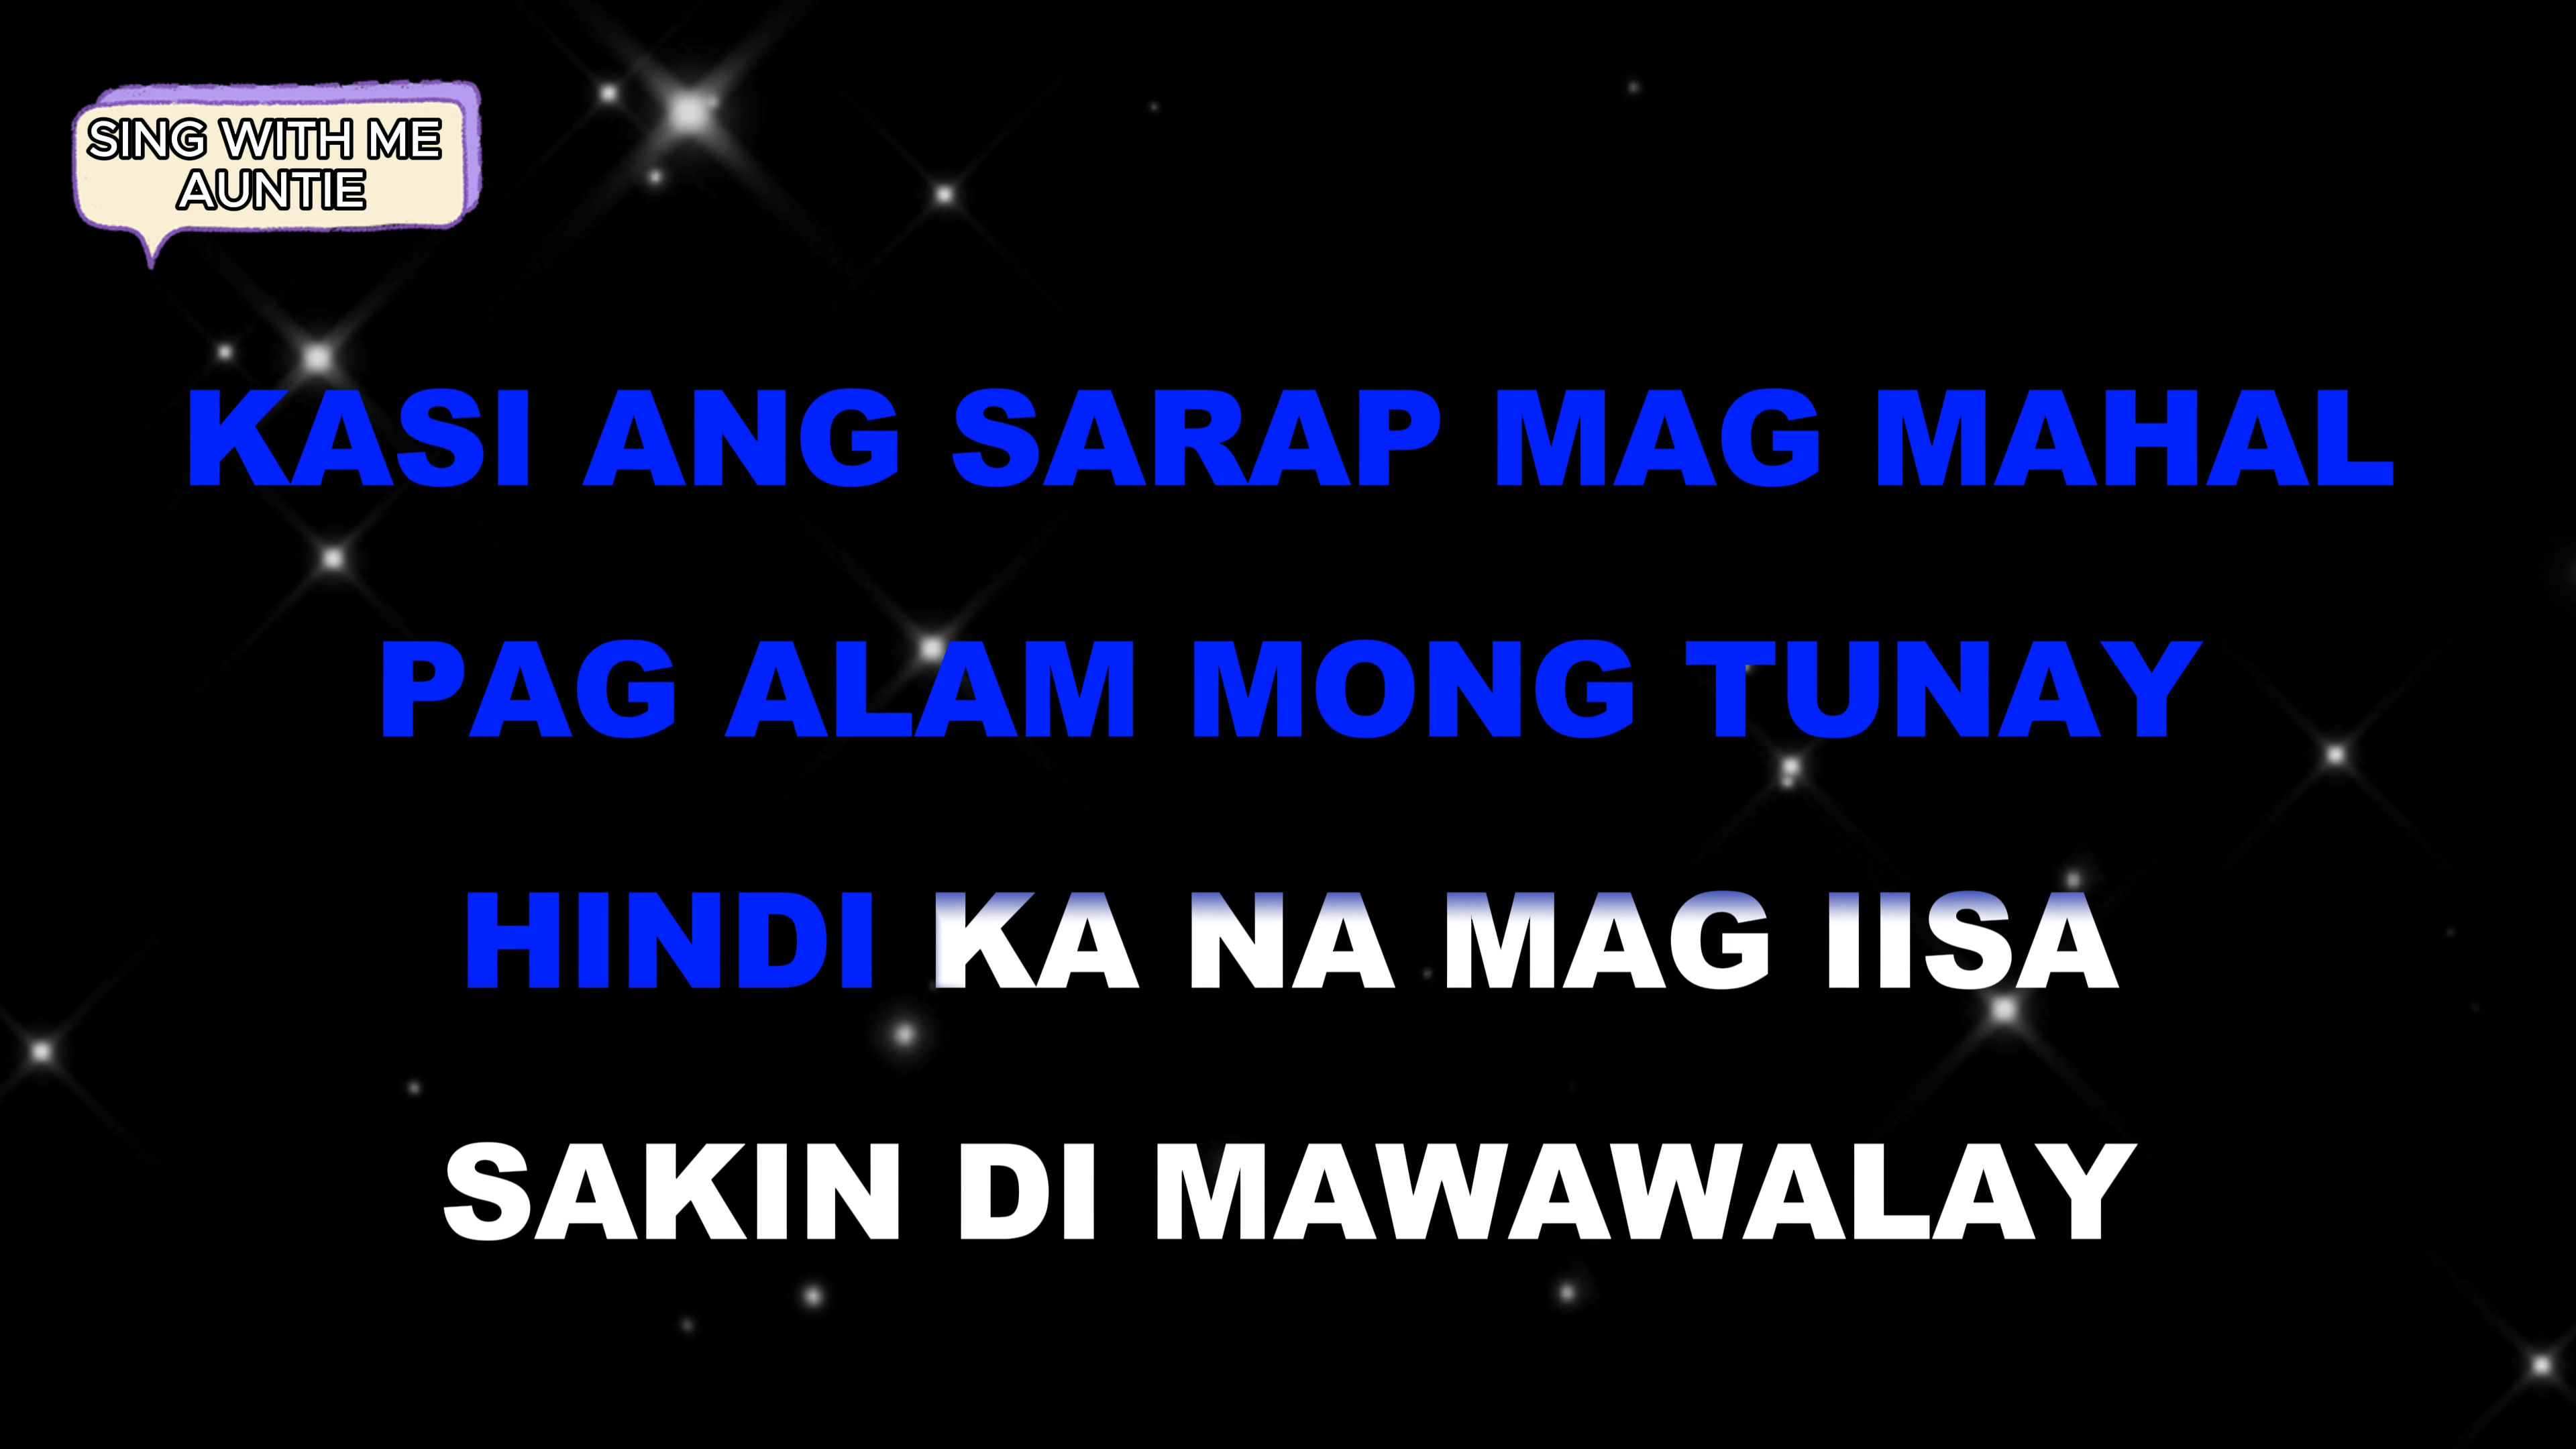 SING WITH ME
AUNTIE
KASI ANG SARAP MAG MAHAL
PAG ALAM MONG TUNAY
HINDI KA NA MAG IISA
SAKIN DI MAWAWALAY